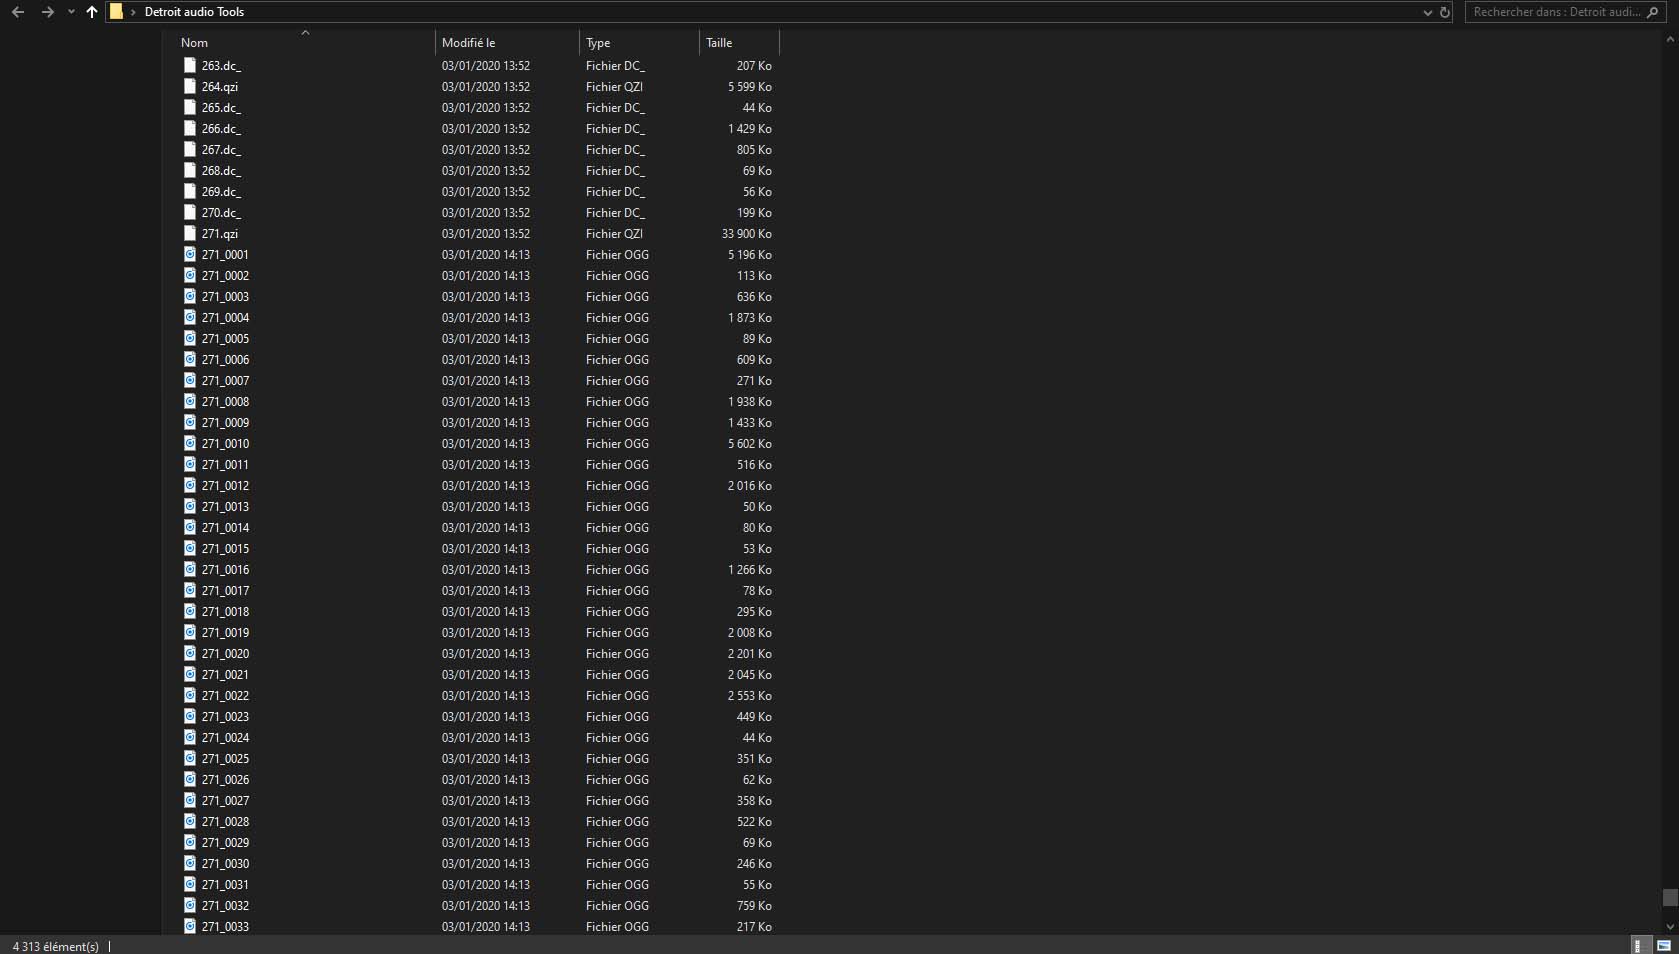 Detroit audio Tools
Rechercher dans : Detroit audi...
Nom Modifié le Type Taille
263.dc_ 03/01/2020 13:52 Fichier DC_ 207 Ko
264.qzi 03/01/2020 13:52 Fichier QZI 5 599 Ko
265.dc_ 03/01/2020 13:52 Fichier DC_ 44 Ko
266.dc_ 03/01/2020 13:52 Fichier DC_ 1 429 Ko
267.dc_ 03/01/2020 13:52 Fichier DC_ 805 Ko
268.dc_ 03/01/2020 13:52 Fichier DC_ 69 Ko
269.dc_ 03/01/2020 13:52 Fichier DC_ 56 Ko
270.dc_ 03/01/2020 13:52 Fichier DC_ 199 Ko
271.qzi 03/01/2020 13:52 Fichier QZI 33 900 Ko
271_0001 03/01/2020 14:13 Fichier OGG 5 196 Ko
271_0002 03/01/2020 14:13 Fichier OGG 113 Ko
271_0003 03/01/2020 14:13 Fichier OGG 636 Ko
271_0004 03/01/2020 14:13 Fichier OGG 1 873 Ko
271_0005 03/01/2020 14:13 Fichier OGG 89 Ko
271_0006 03/01/2020 14:13 Fichier OGG 609 Ko
271_0007 03/01/2020 14:13 Fichier OGG 271 Ko
271_0008 03/01/2020 14:13 Fichier OGG 1 938 Ko
271_0009 03/01/2020 14:13 Fichier OGG 1 433 Ko
271_0010 03/01/2020 14:13 Fichier OGG 5 602 Ko
271_0011 03/01/2020 14:13 Fichier OGG 516 Ko
271_0012 03/01/2020 14:13 Fichier OGG 2 016 Ko
271_0013 03/01/2020 14:13 Fichier OGG 50 Ko
271_0014 03/01/2020 14:13 Fichier OGG 80 Ko
271_0015 03/01/2020 14:13 Fichier OGG 53 Ko
271_0016 03/01/2020 14:13 Fichier OGG 1 266 Ko
271_0017 03/01/2020 14:13 Fichier OGG 78 Ko
271_0018 03/01/2020 14:13 Fichier OGG 295 Ko
271_0019 03/01/2020 14:13 Fichier OGG 2 008 Ko
271_0020 03/01/2020 14:13 Fichier OGG 2 201 Ko
271_0021 03/01/2020 14:13 Fichier OGG 2 045 Ko
271_0022 03/01/2020 14:13 Fichier OGG 2 553 Ko
271_0023 03/01/2020 14:13 Fichier OGG 449 Ko
271_0024 03/01/2020 14:13 Fichier OGG 44 Ko
271_0025 03/01/2020 14:13 Fichier OGG 351 Ko
271_0026 03/01/2020 14:13 Fichier OGG 62 Ko
271_0027 03/01/2020 14:13 Fichier OGG 358 Ko
271_0028 03/01/2020 14:13 Fichier OGG 522 Ko
271_0029 03/01/2020 14:13 Fichier OGG 69 Ko
271_0030 03/01/2020 14:13 Fichier OGG 246 Ko
271_0031 03/01/2020 14:13 Fichier OGG 55 Ko
271_0032 03/01/2020 14:13 Fichier OGG 759 Ko
271_0033 03/01/2020 14:13 Fichier OGG 217 Ko
4 313 élément(s)